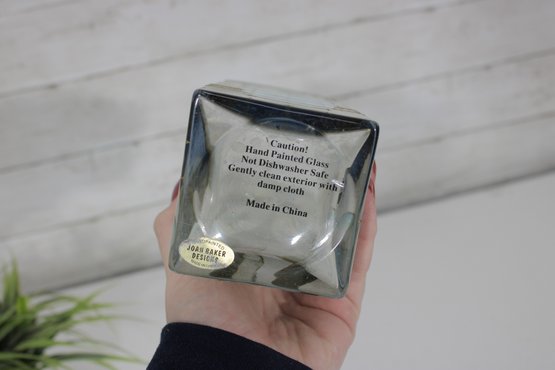 Caution!
Hand Painted Glass
Not Dishwasher Safe
Gently clean exterior with
damp cloth
Made in China
JOAN BAKER
DESIGNS